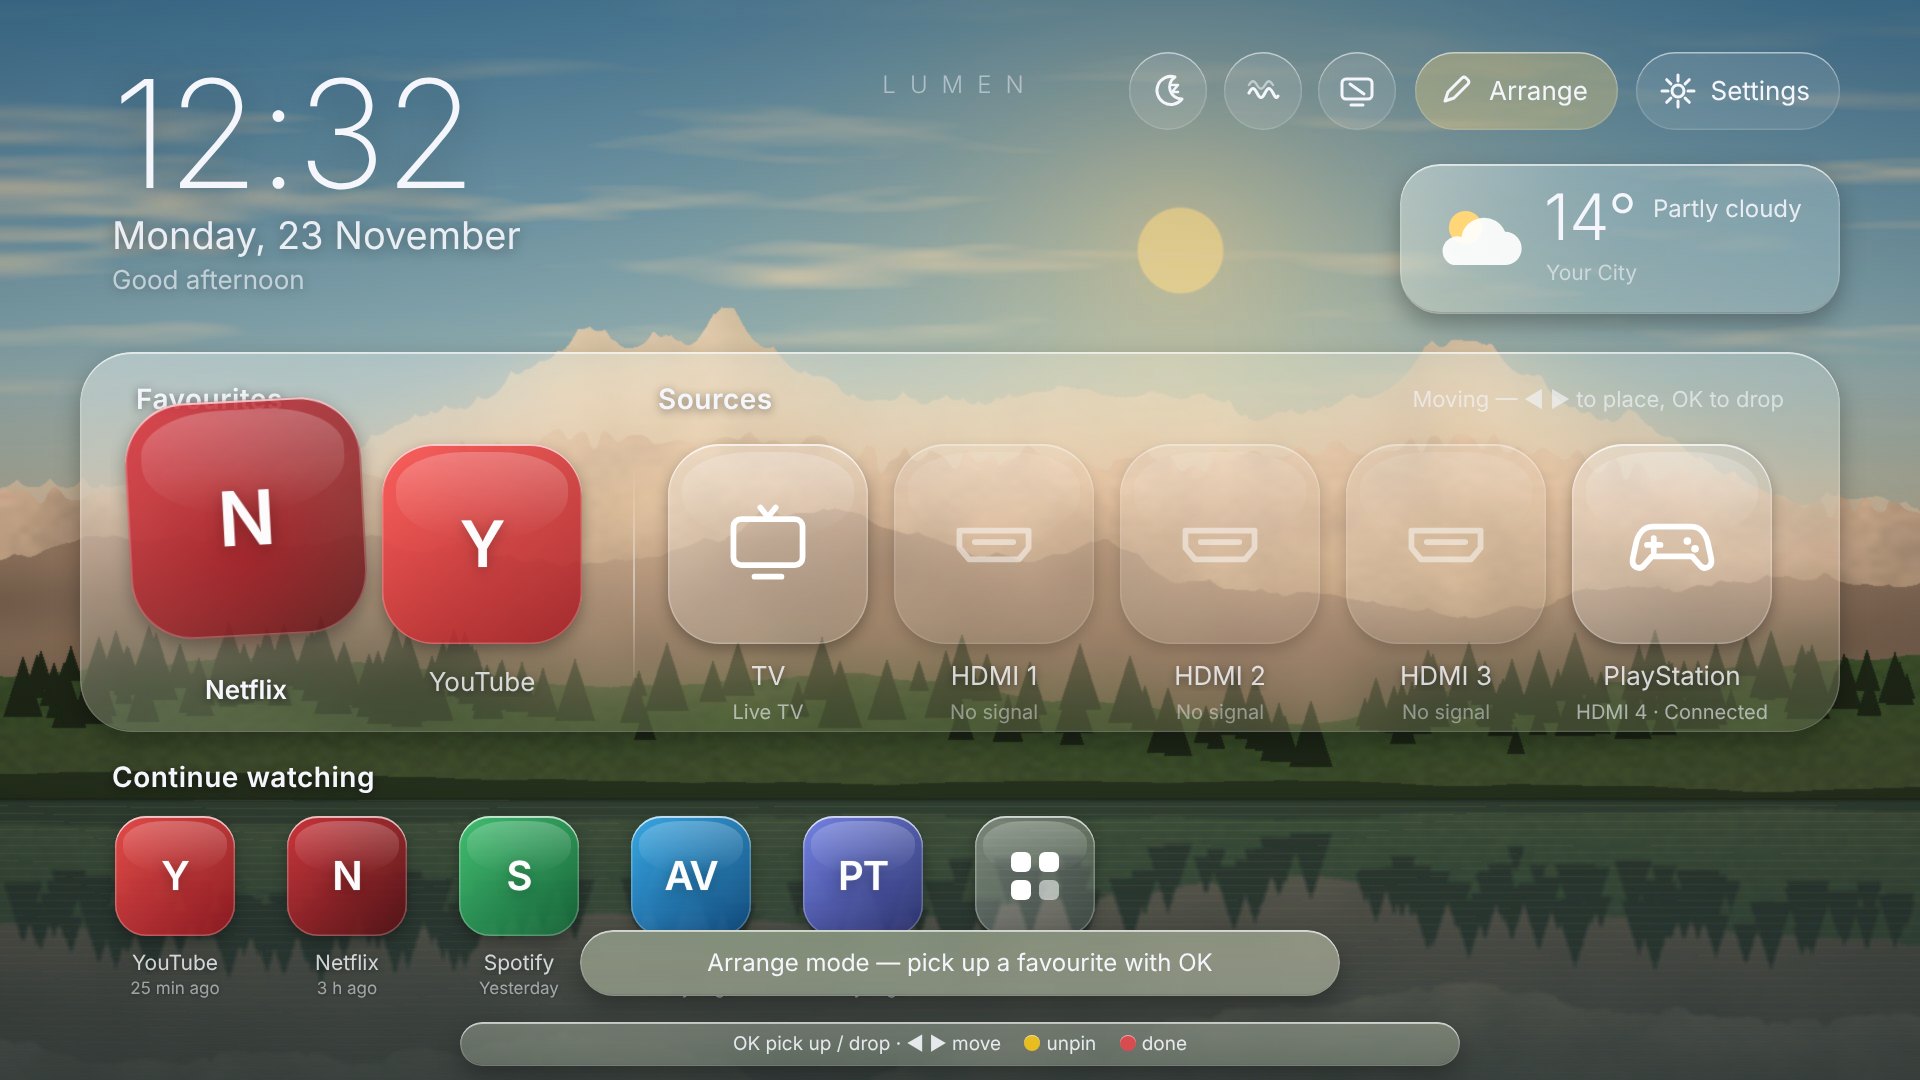 12:32
Monday, 23 November
Good afternoon
LUMEN
Arrange
Settings
14° Partly cloudy
Your City
Favourites
Sources
Moving — ◀ ▶ to place, OK to drop
N
Y
Netflix
YouTube
TV
Live TV
HDMI 1
No signal
HDMI 2
No signal
HDMI 3
No signal
PlayStation
HDMI 4 · Connected
Continue watching
Y
N
S
AV
PT
YouTube
25 min ago
Netflix
3 h ago
Spotify
Yesterday
Arrange mode — pick up a favourite with OK
OK pick up / drop · ◀ ▶ move unpin done